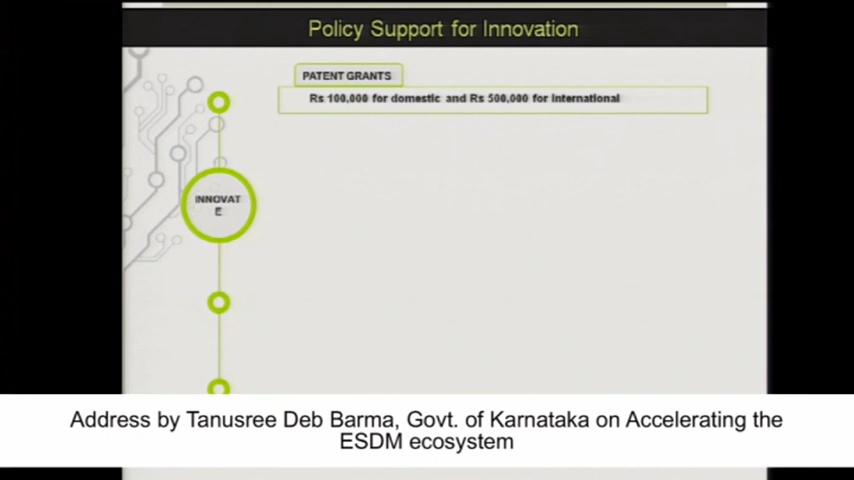 Policy Support for Innovation
PATENT GRANTS
Rs 100,000 for domestic and Rs 500,000 for International
INNOVAT
E
Address by Tanusree Deb Barma, Govt. of Karnataka on Accelerating the
ESDM ecosystem